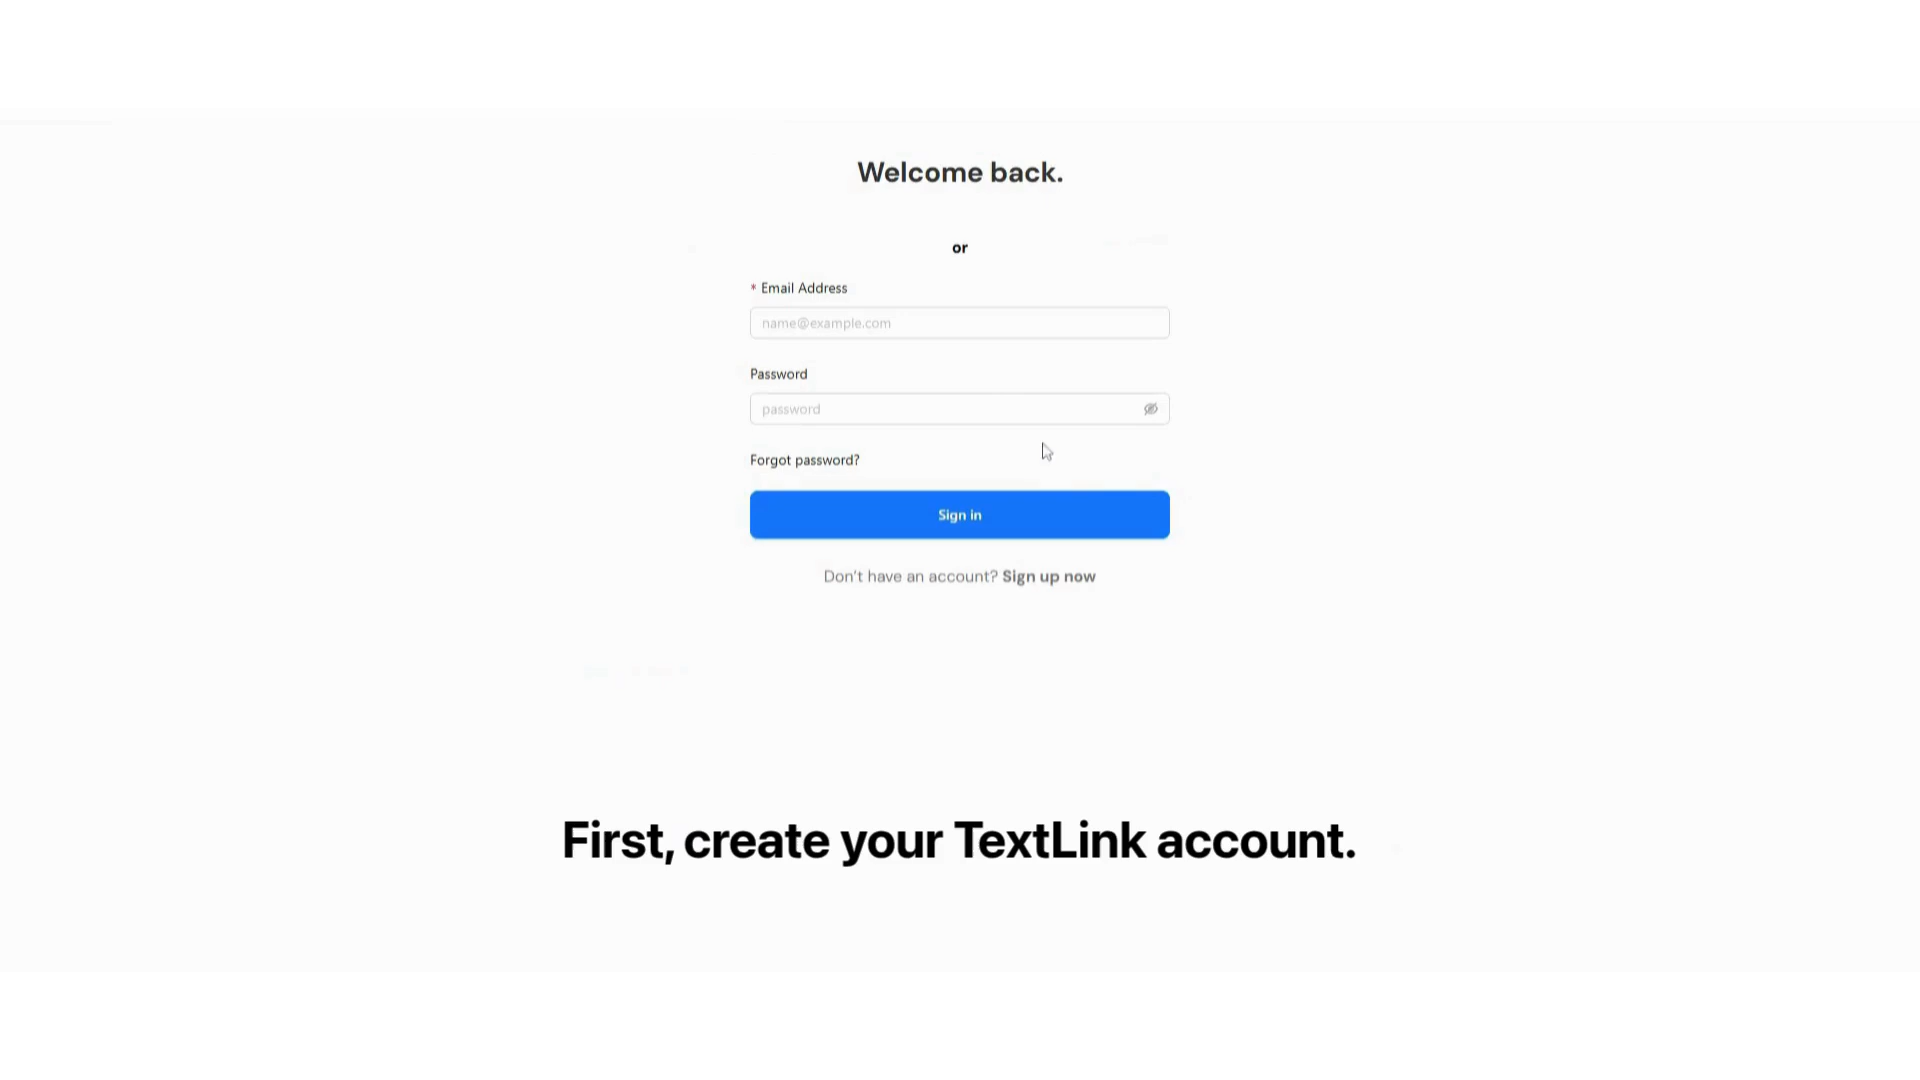 Welcome back.
or
* Email Address
name@example.com
Password
password
Forgot password?
Sign in
Don't have an account? Sign up now
First, create your TextLink account.